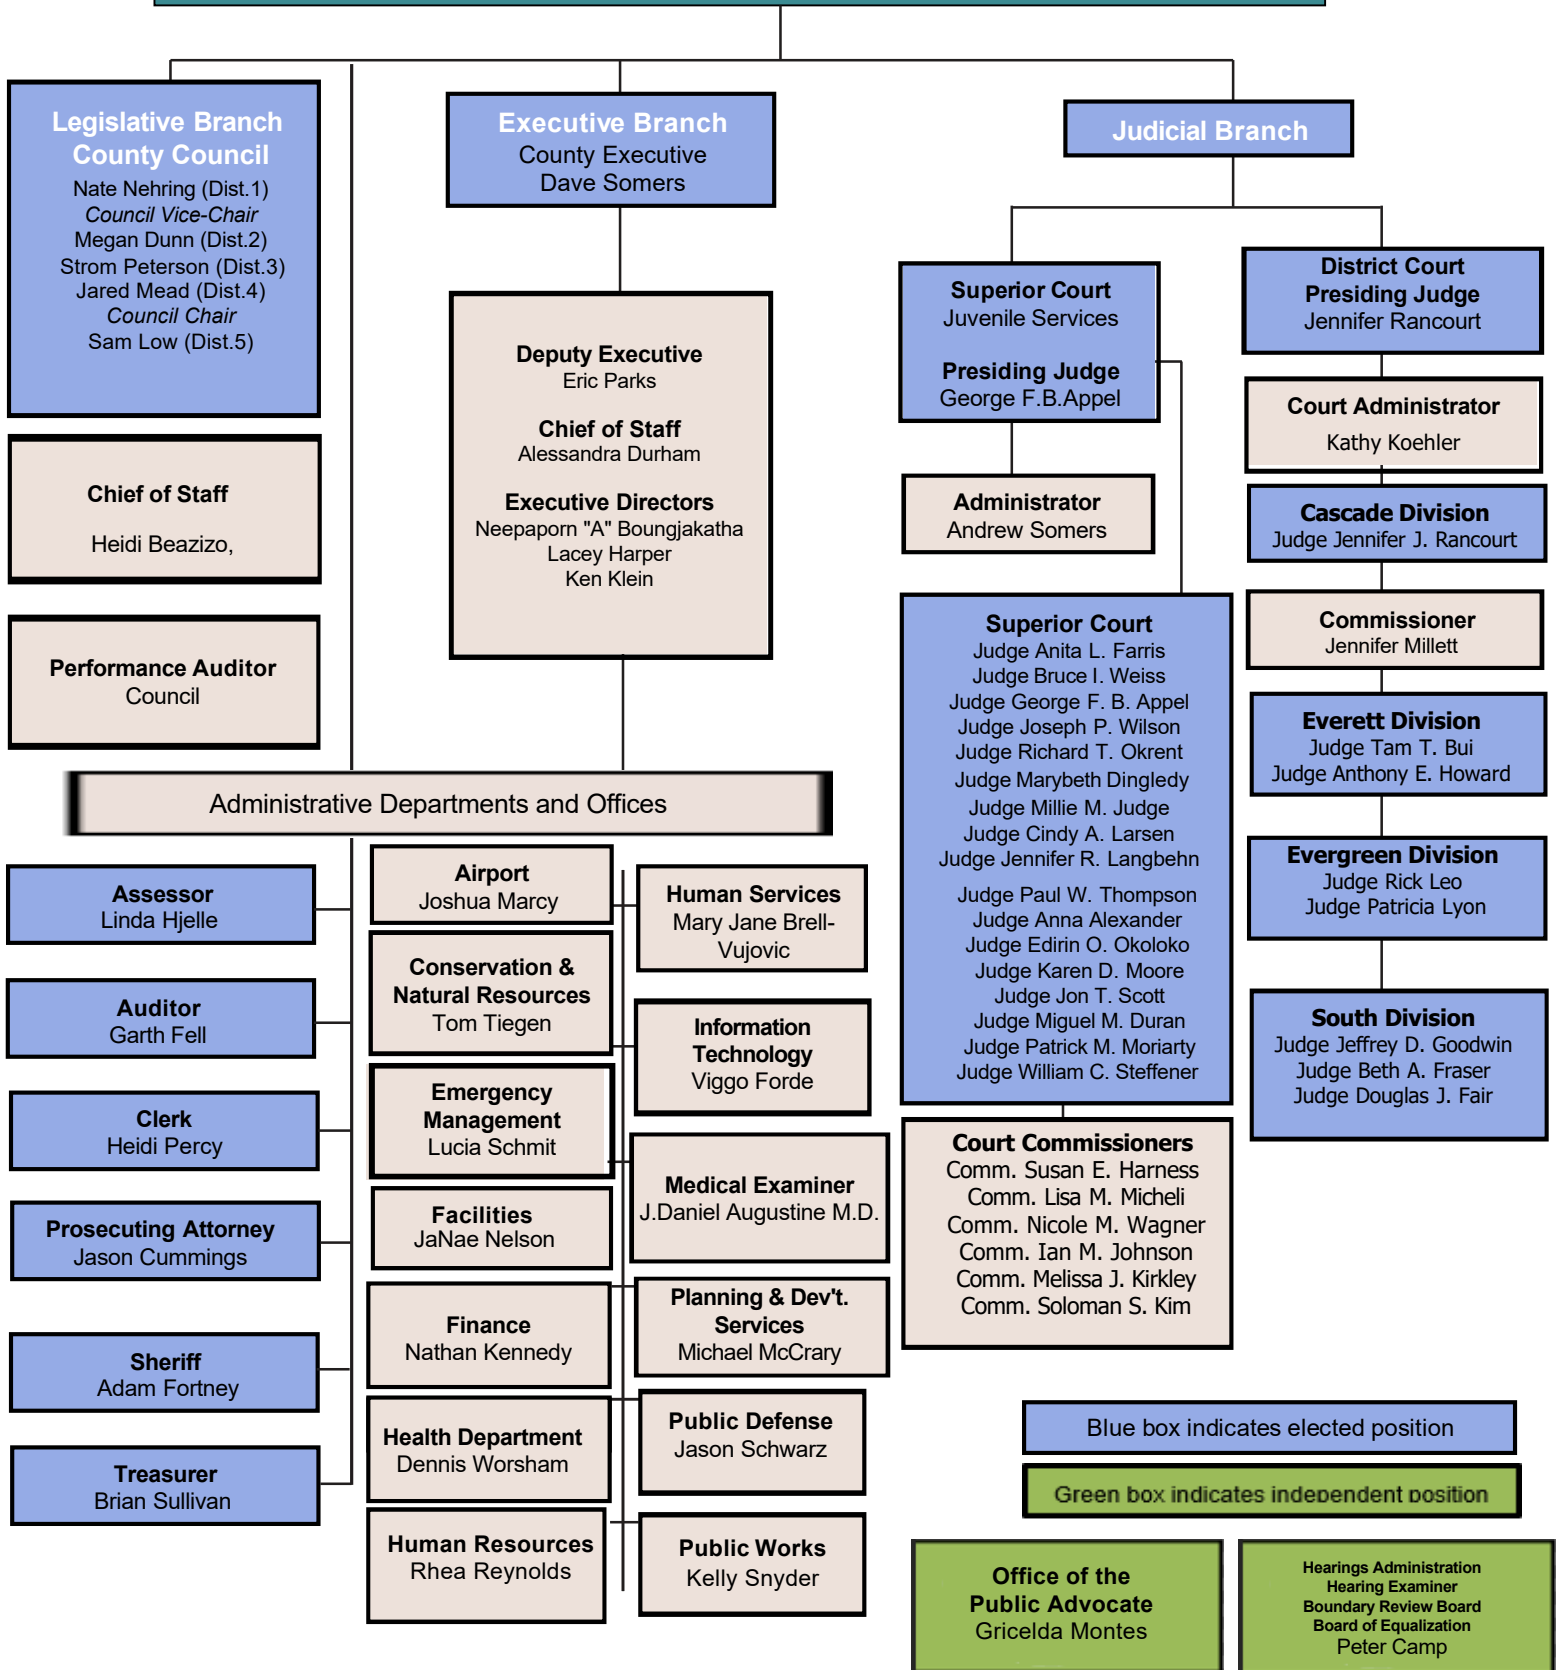 Legislative Branch
County Council
Nate Nehring (Dist.1)
Council Vice-Chair
Megan Dunn (Dist.2)
Strom Peterson (Dist.3)
Jared Mead (Dist.4)
Council Chair
Sam Low (Dist.5)
Chief of Staff
Heidi Beazizo,
Performance Auditor
Council
Executive Branch
County Executive
Dave Somers
Deputy Executive
Eric Parks
Chief of Staff
Alessandra Durham
Executive Directors
Neepaporn "A" Boungjakatha
Lacey Harper
Ken Klein
Judicial Branch
Superior Court
Juvenile Services
Presiding Judge
George F.B.Appel
Administrator
Andrew Somers
Superior Court
Judge Anita L. Farris
Judge Bruce I. Weiss
Judge George F. B. Appel
Judge Joseph P. Wilson
Judge Richard T. Okrent
Judge Marybeth Dingledy
Judge Millie M. Judge
Judge Cindy A. Larsen
Judge Jennifer R. Langbehn
Judge Paul W. Thompson
Judge Anna Alexander
Judge Edirin O. Okoloko
Judge Karen D. Moore
Judge Jon T. Scott
Judge Miguel M. Duran
Judge Patrick M. Moriarty
Judge William C. Steffener
Court Commissioners
Comm. Susan E. Harness
Comm. Lisa M. Micheli
Comm. Nicole M. Wagner
Comm. Ian M. Johnson
Comm. Melissa J. Kirkley
Comm. Soloman S. Kim
District Court
Presiding Judge
Jennifer Rancourt
Court Administrator
Kathy Koehler
Cascade Division
Judge Jennifer J. Rancourt
Commissioner
Jennifer Millett
Everett Division
Judge Tam T. Bui
Judge Anthony E. Howard
Evergreen Division
Judge Rick Leo
Judge Patricia Lyon
South Division
Judge Jeffrey D. Goodwin
Judge Beth A. Fraser
Judge Douglas J. Fair
Administrative Departments and Offices
Assessor
Linda Hjelle
Auditor
Garth Fell
Clerk
Heidi Percy
Prosecuting Attorney
Jason Cummings
Sheriff
Adam Fortney
Treasurer
Brian Sullivan
Airport
Joshua Marcy
Conservation &
Natural Resources
Tom Tiegen
Emergency
Management
Lucia Schmit
Facilities
JaNae Nelson
Finance
Nathan Kennedy
Health Department
Dennis Worsham
Human Resources
Rhea Reynolds
Human Services
Mary Jane Brell-
Vujovic
Information
Technology
Viggo Forde
Medical Examiner
J.Daniel Augustine M.D.
Planning & Dev't.
Services
Michael McCrary
Public Defense
Jason Schwarz
Public Works
Kelly Snyder
Blue box indicates elected position
Green box indicates independent position
Office of the
Public Advocate
Gricelda Montes
Hearings Administration
Hearing Examiner
Boundary Review Board
Board of Equalization
Peter Camp